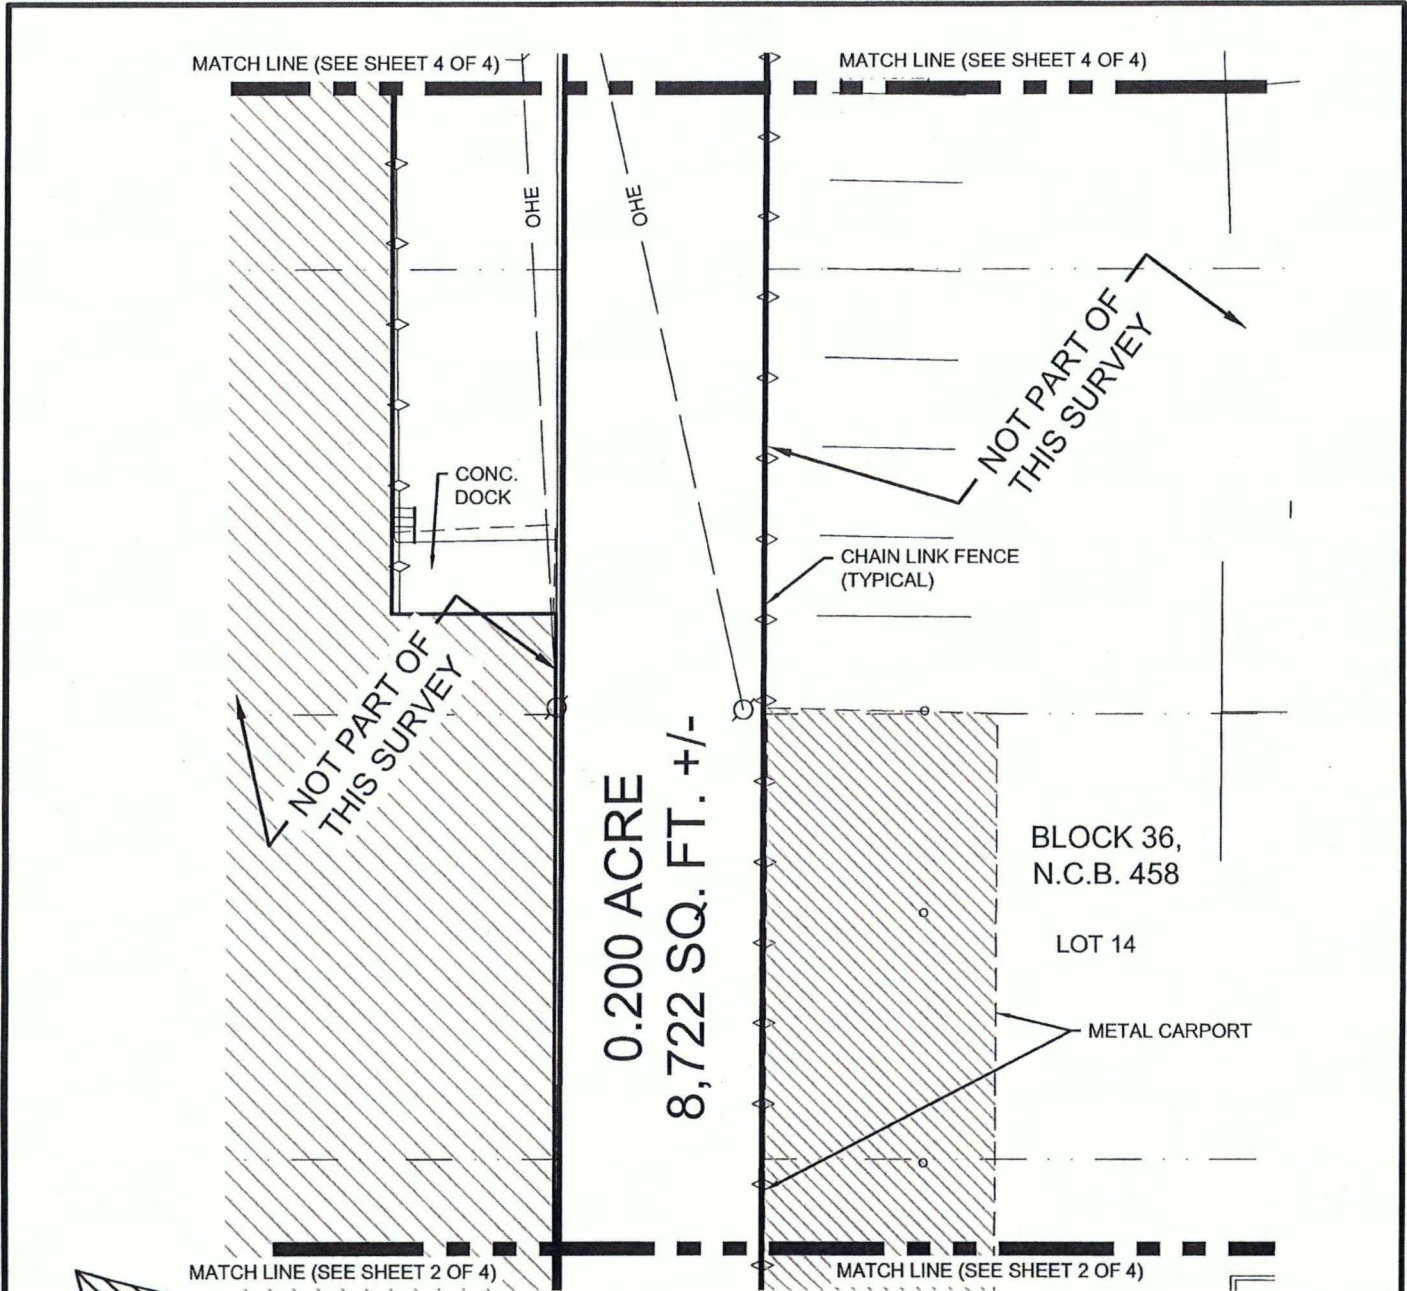 MATCH LINE (SEE SHEET 4 OF 4)
MATCH LINE (SEE SHEET 4 OF 4)
OHE
OHE
NOT PART OF
THIS SURVEY
CONC.
DOCK
CHAIN LINK FENCE
(TYPICAL)
NOT PART OF
THIS SURVEY
0.200 ACRE
8,722 SQ. FT. +/-
BLOCK 36,
N.C.B. 458
LOT 14
METAL CARPORT
MATCH LINE (SEE SHEET 2 OF 4)
MATCH LINE (SEE SHEET 2 OF 4)